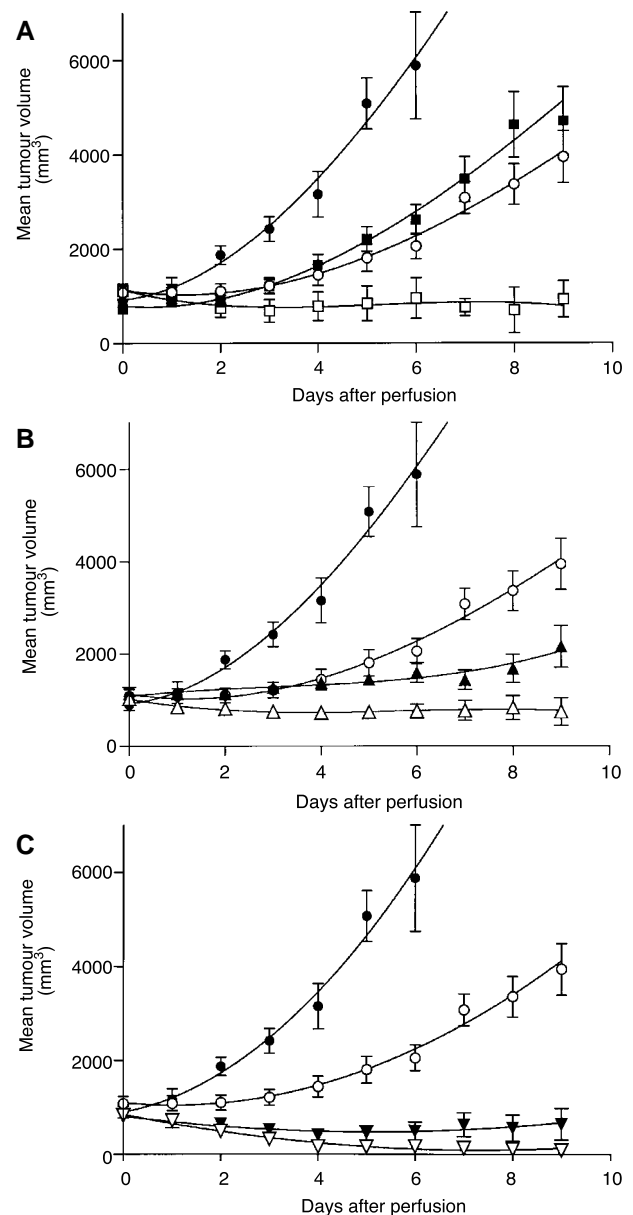 A
6000
4000
2000
0
Mean tumour volume
(mm³)
0 2 4 6 8 10
Days after perfusion
B
6000
4000
2000
0
Mean tumour volume
(mm³)
0 2 4 6 8 10
Days after perfusion
C
6000
4000
2000
0
Mean tumour volume
(mm³)
0 2 4 6 8 10
Days after perfusion